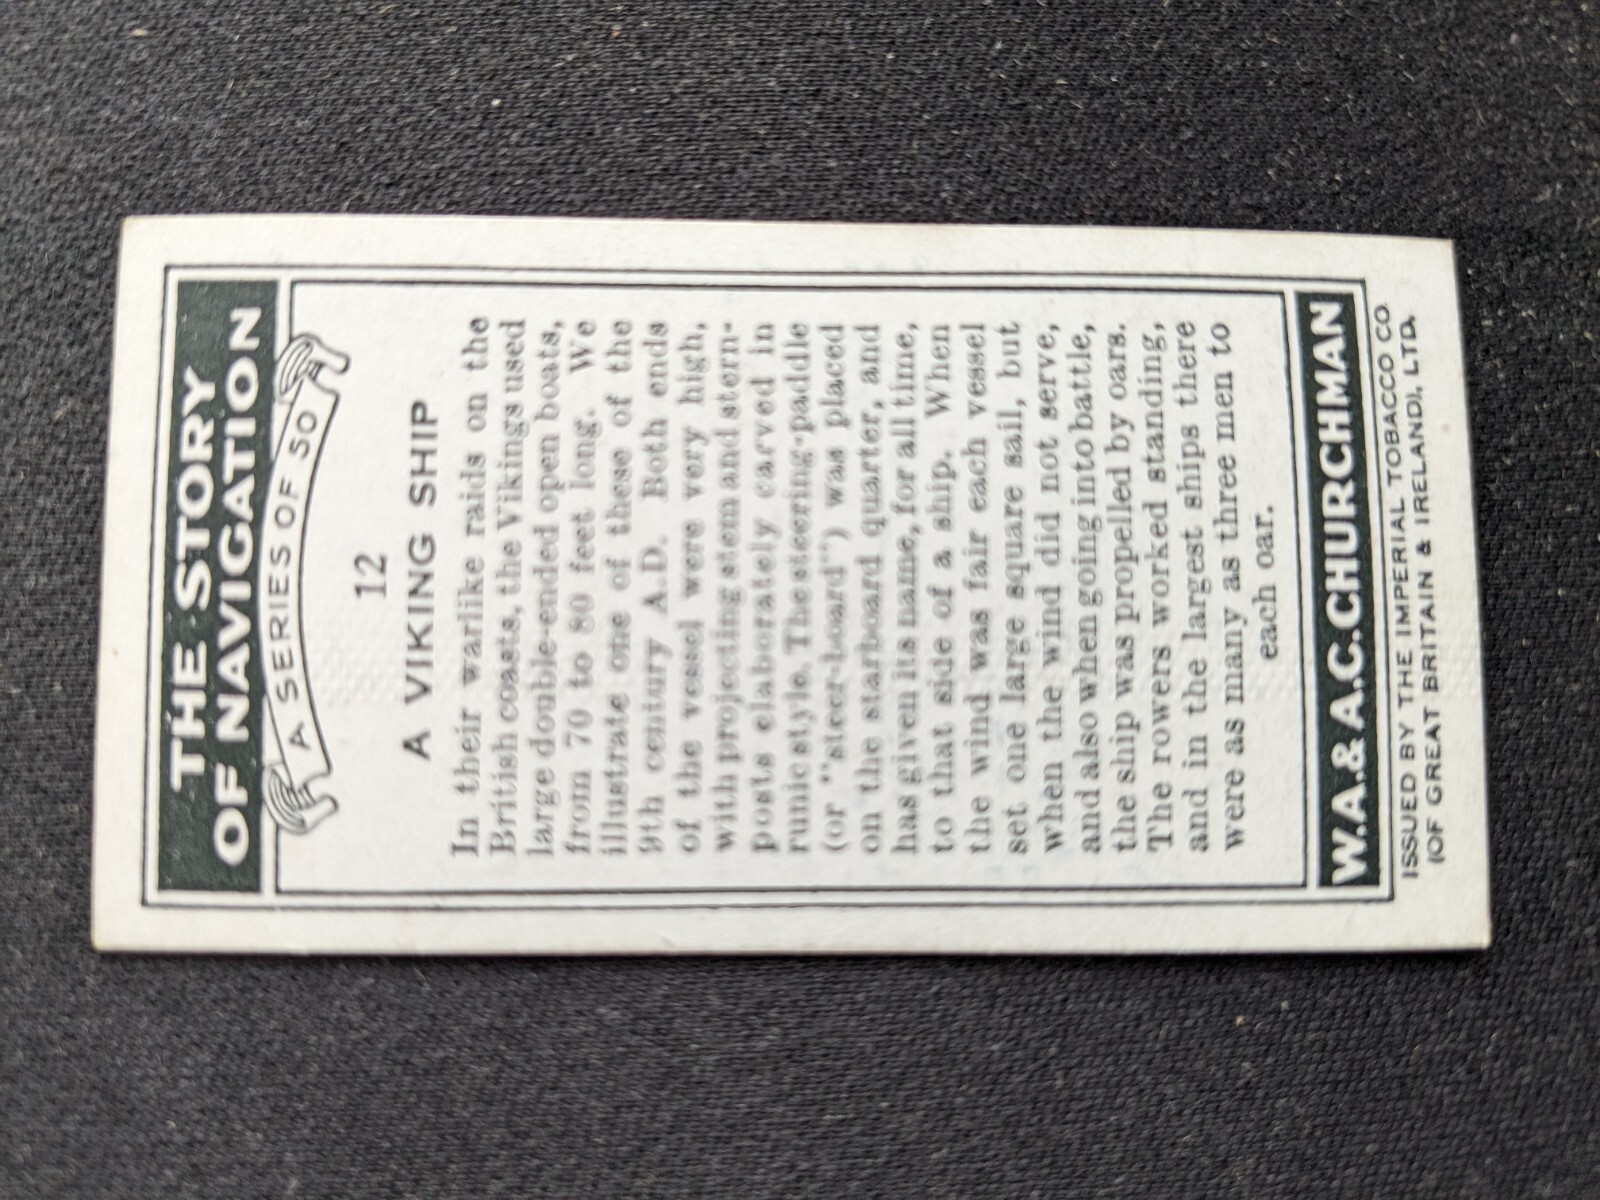 THE STORY
OF NAVIGATION
A SERIES OF 50
12
A VIKING SHIP
In their warlike raids on the
British coasts, the Vikings used
large double-ended open boats,
from 70 to 80 feet long. We
illustrate one of these of the
9th century A.D. Both ends
of the vessel were very high,
with projecting stem and stern-
posts elaborately carved in
runic style. The steering-paddle
(or "steer-board") was placed
on the starboard quarter, and
has given its name, for all time,
to that side of a ship. When
the wind was fair each vessel
set one large square sail, but
when the wind did not serve,
and also when going into battle,
the ship was propelled by oars.
The rowers worked standing,
and in the largest ships there
were as many as three men to
each oar.
W.A.& A.C.CHURCHMAN
ISSUED BY THE IMPERIAL TOBACCO CO
(OF GREAT BRITAIN & IRELAND), LTD.